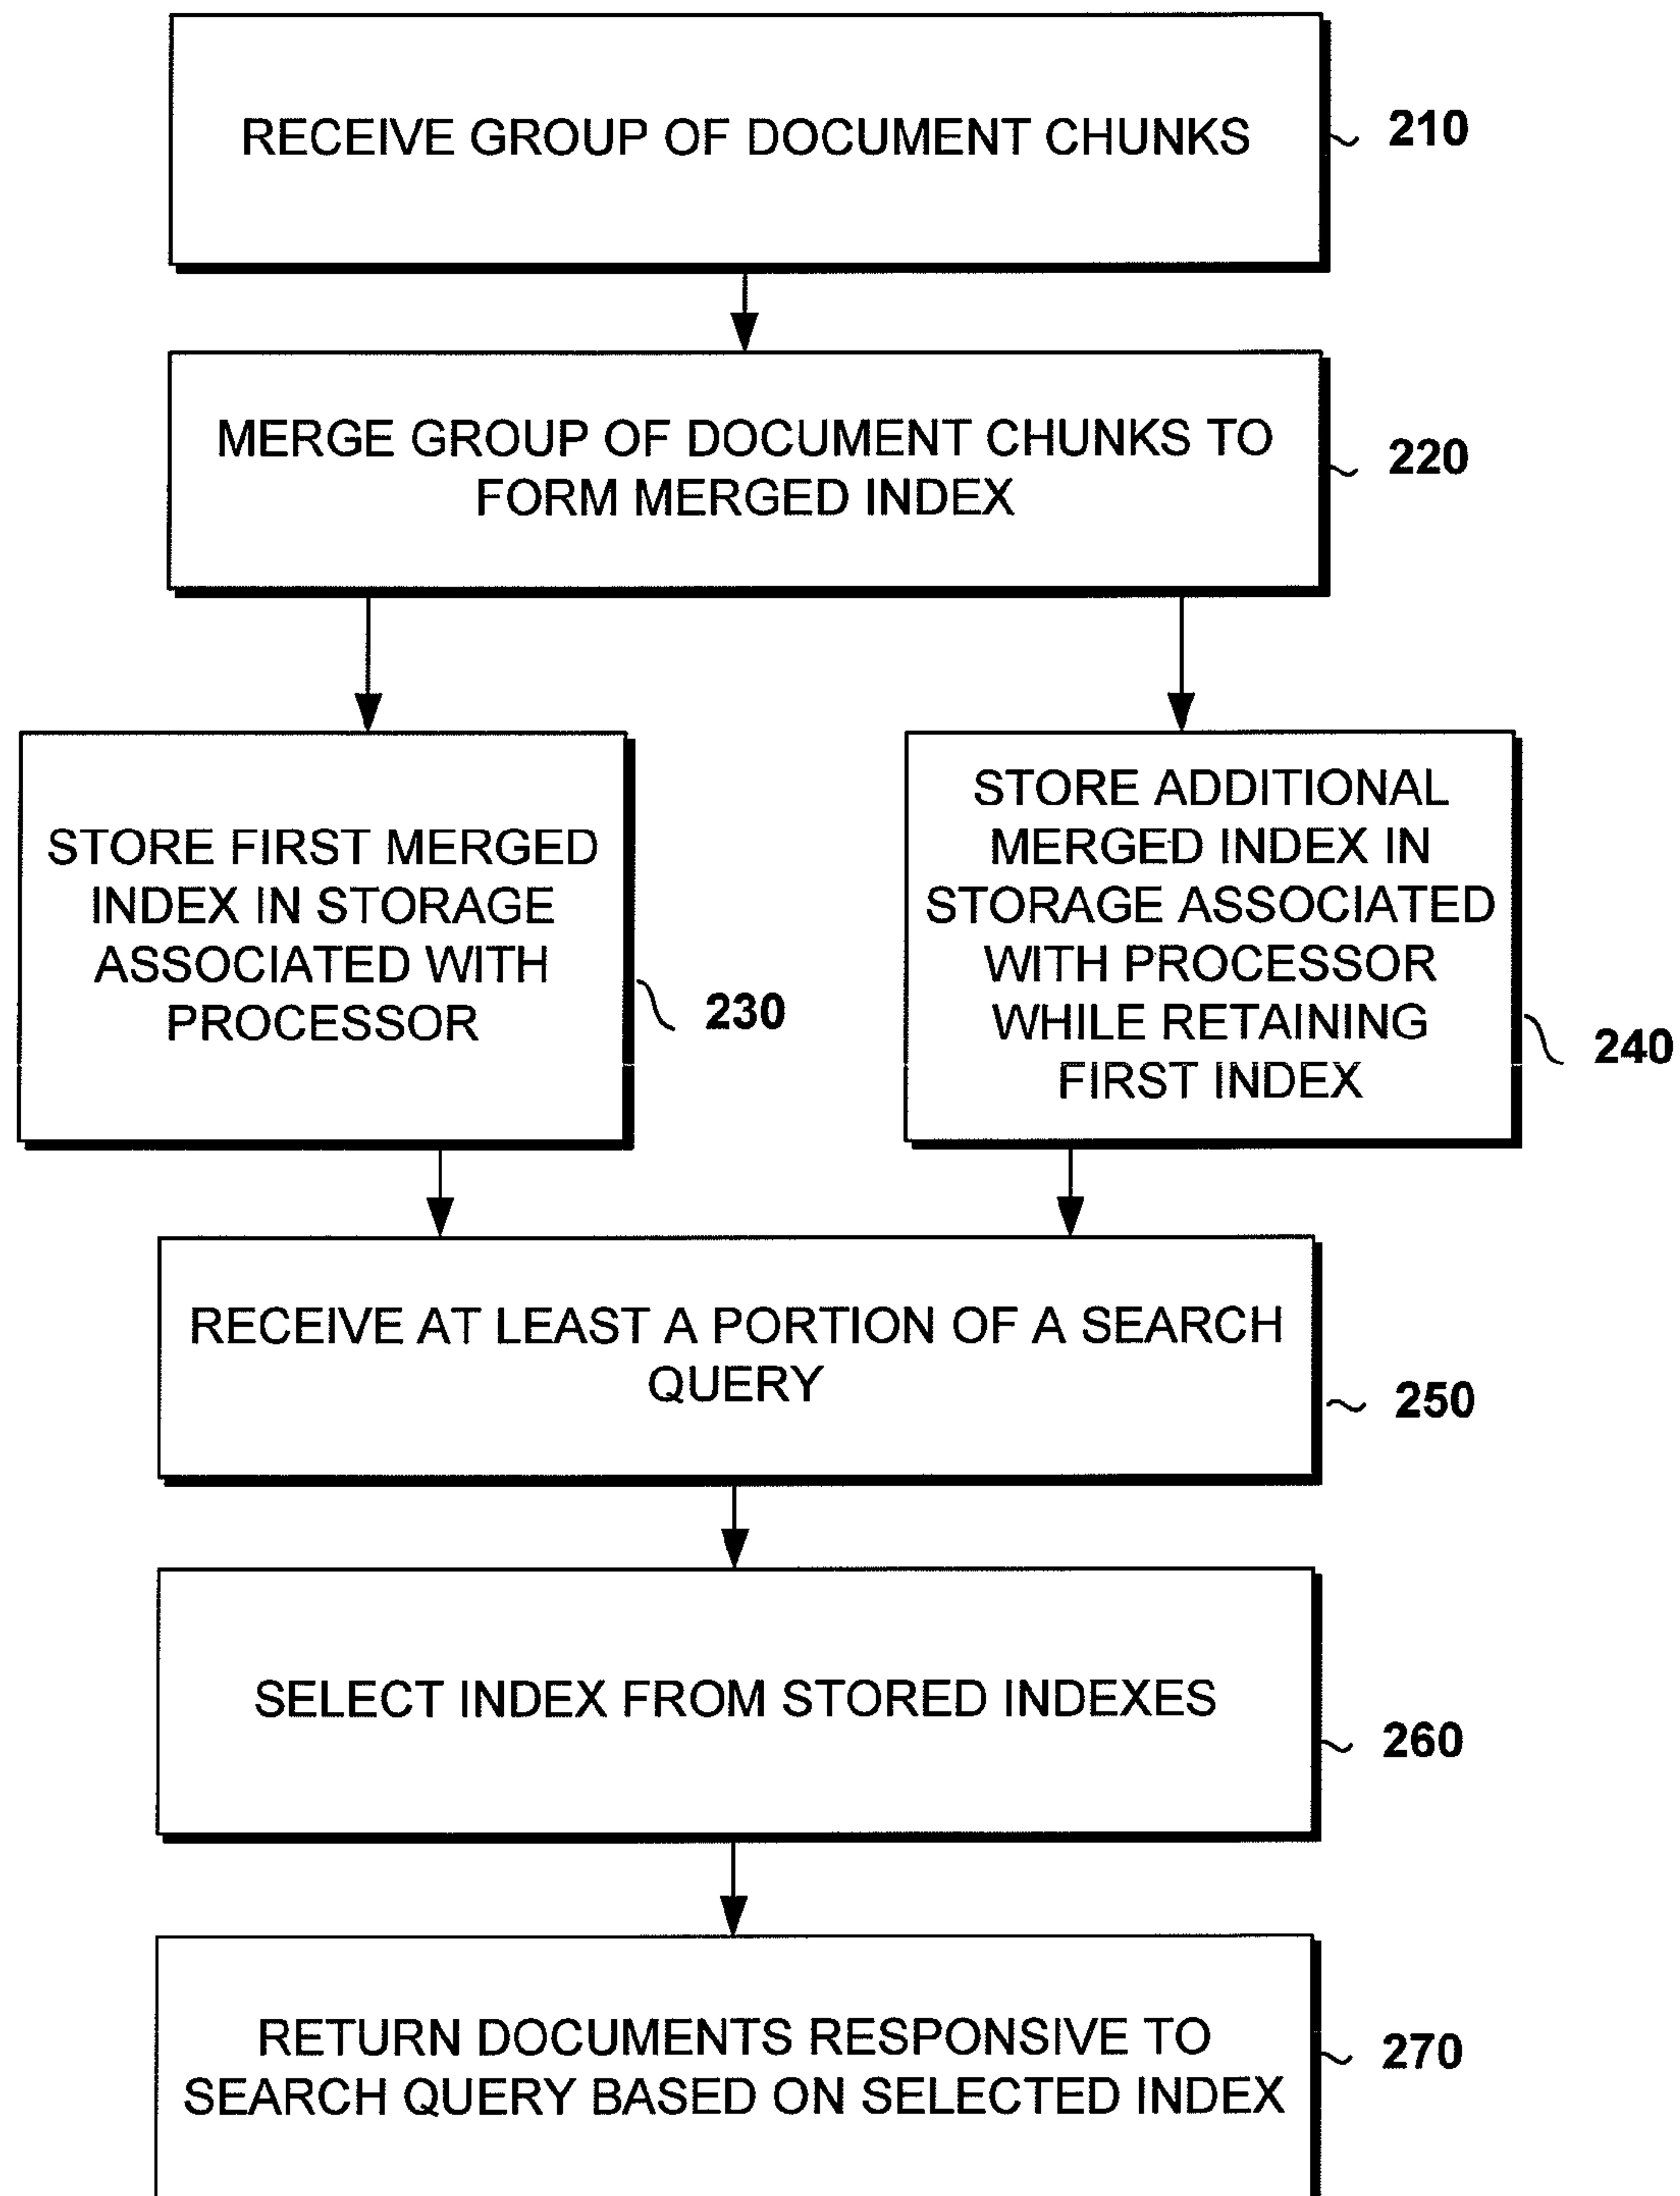 RECEIVE GROUP OF DOCUMENT CHUNKS
210
MERGE GROUP OF DOCUMENT CHUNKS TO
FORM MERGED INDEX
220
STORE FIRST MERGED
INDEX IN STORAGE
ASSOCIATED WITH
PROCESSOR
230
STORE ADDITIONAL
MERGED INDEX IN
STORAGE ASSOCIATED
WITH PROCESSOR
WHILE RETAINING
FIRST INDEX
240
RECEIVE AT LEAST A PORTION OF A SEARCH
QUERY
250
SELECT INDEX FROM STORED INDEXES
260
RETURN DOCUMENTS RESPONSIVE TO
SEARCH QUERY BASED ON SELECTED INDEX
270